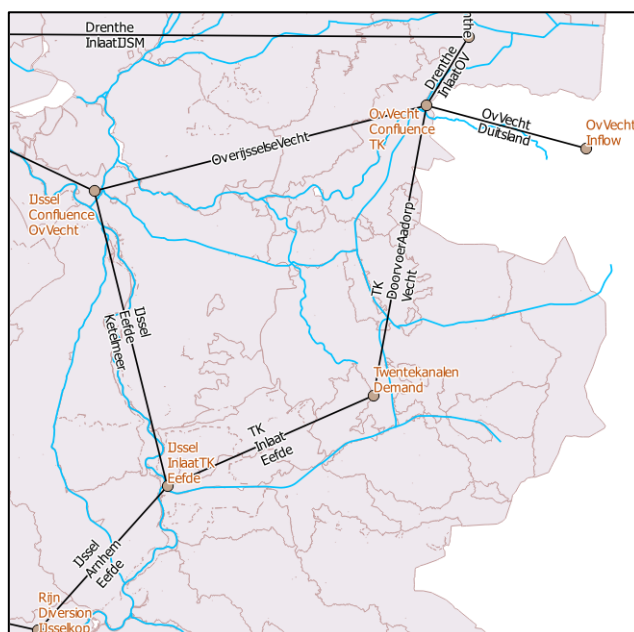 Drenthe
InlaatIJSM
Drenthe
InlaatOV
OvVecht
Confluence
TK
OvVecht
Duitsland
OvVecht
Inflow
OverijsselseVecht
IJssel
Confluence
OvVecht
TK
DoorvoerAadorp
Vecht
IJssel
Eefde
Ketelmeer
Twentekanalen
Demand
TK
Inlaat
Eefde
IJssel
InlaatTK
Eefde
IJssel
Arnhem
Eefde
Rijn
Diversion
IJsselkop